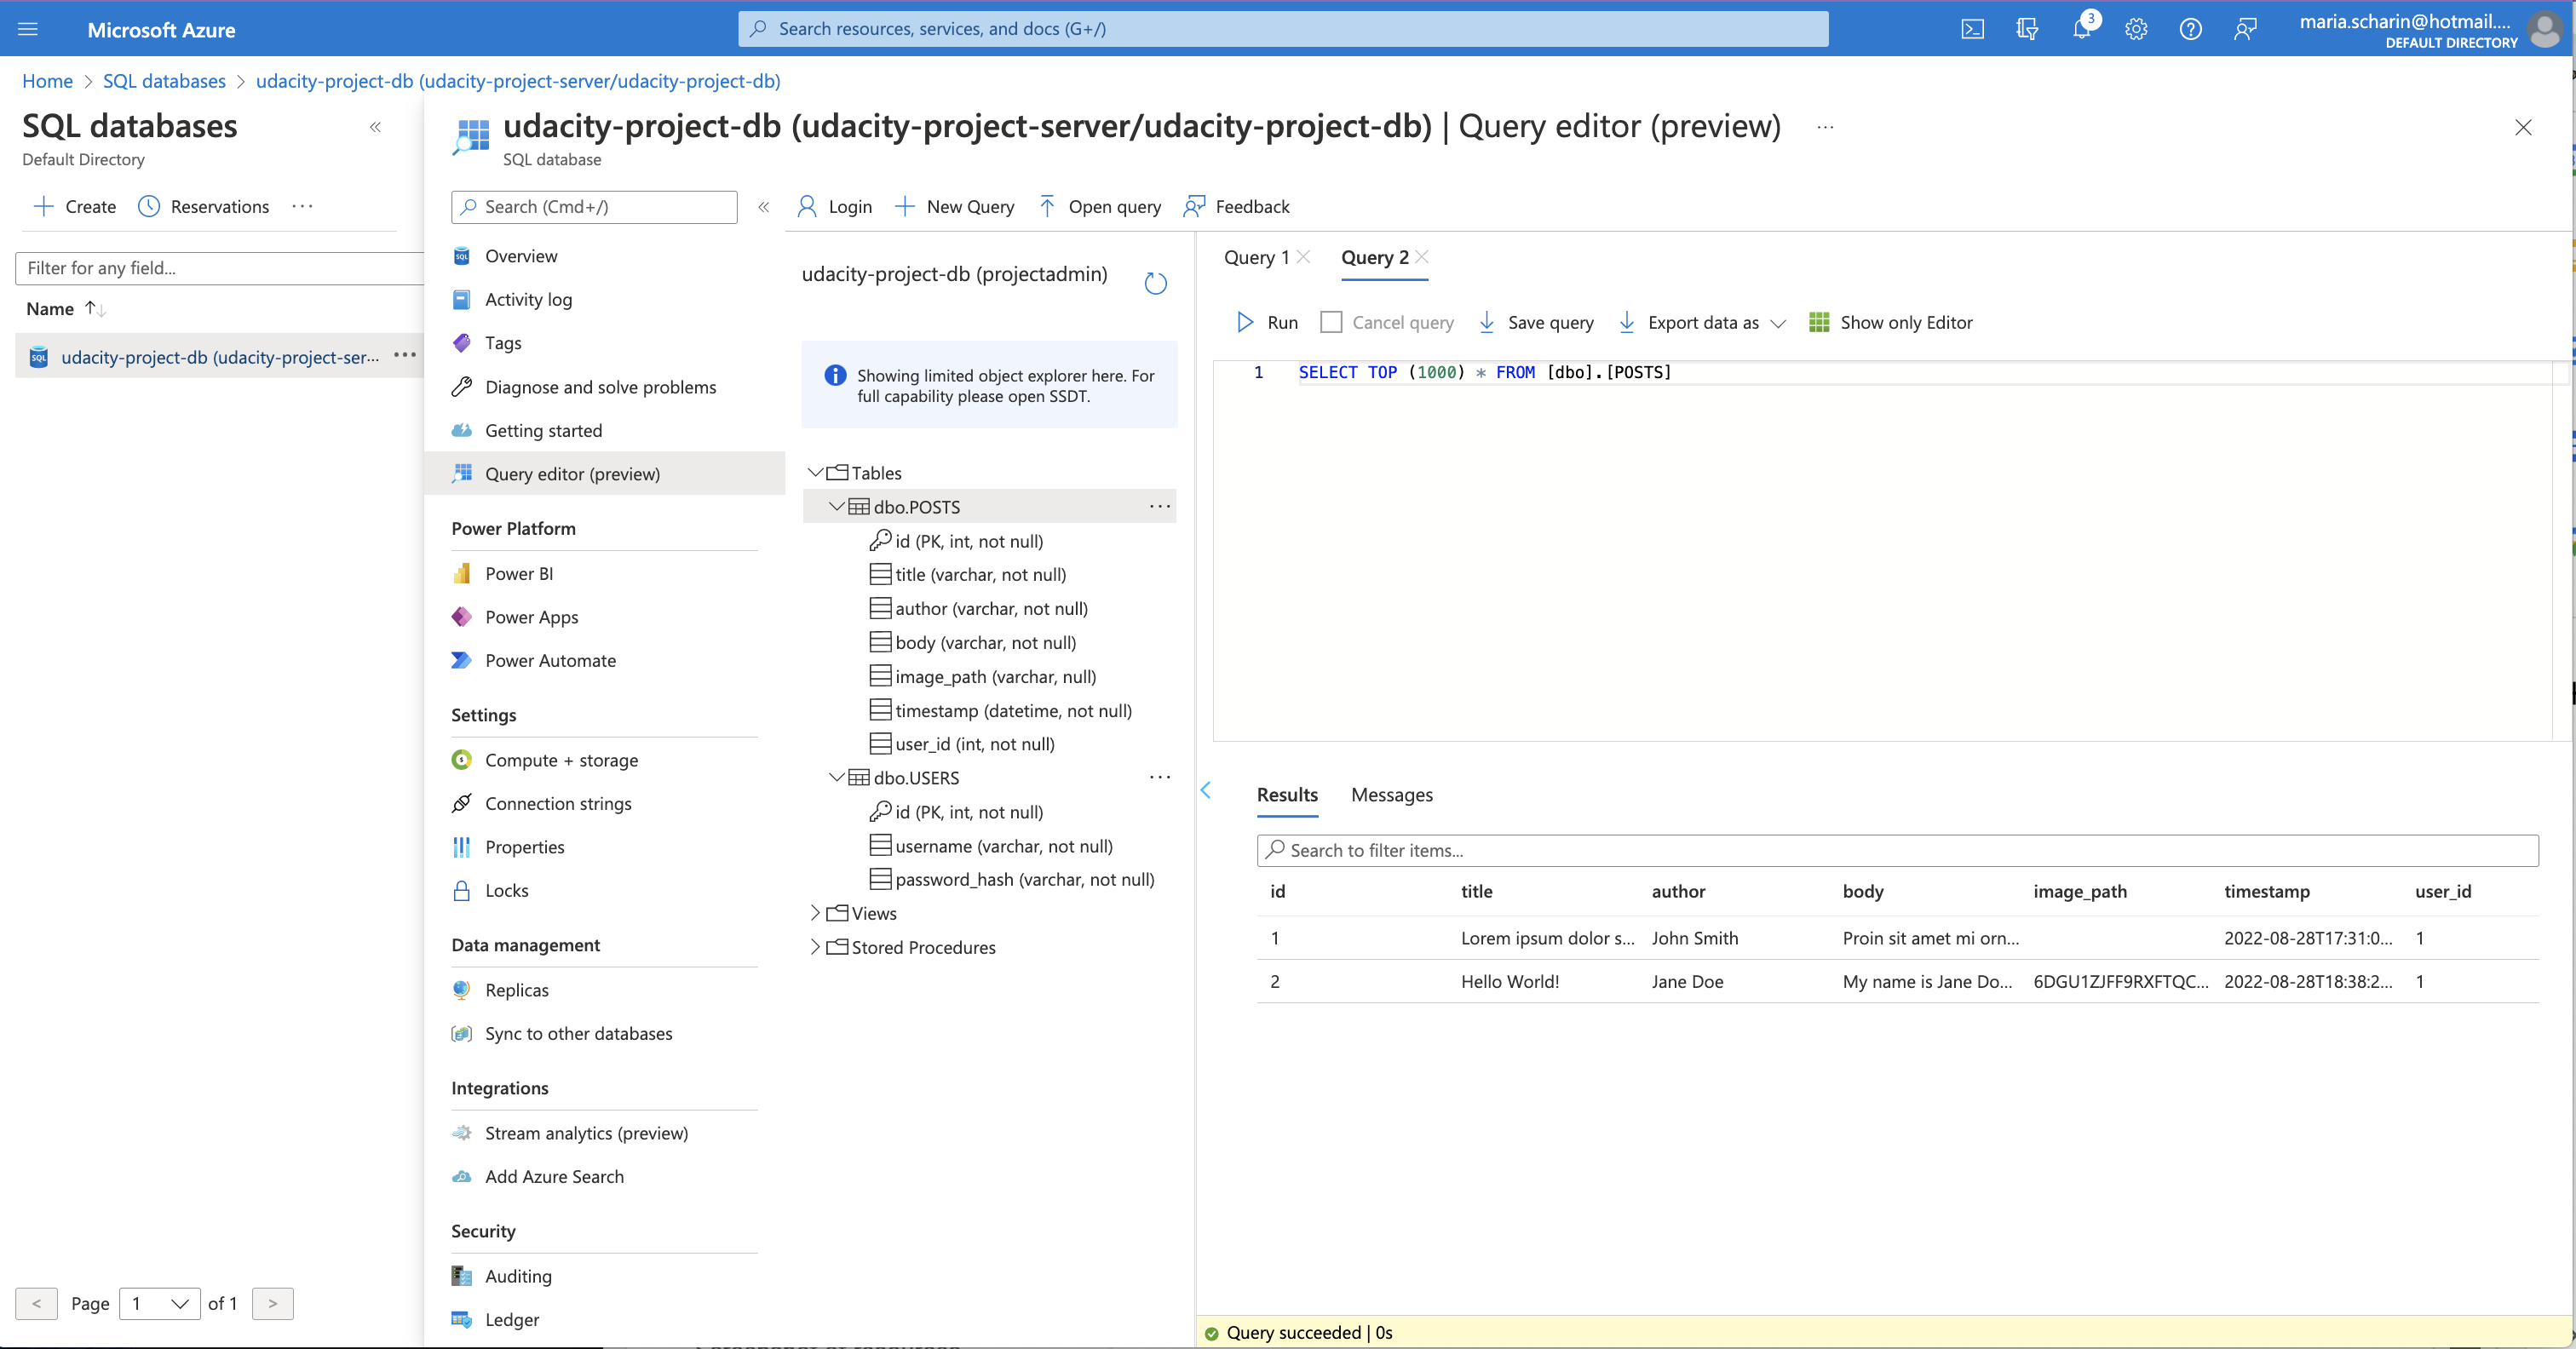 Microsoft Azure
Search resources, services, and docs (G+/)
3
maria.scharin@hotmail....
DEFAULT DIRECTORY
Home > SQL databases > udacity-project-db (udacity-project-server/udacity-project-db)
SQL databases
Default Directory
Create
Reservations
Filter for any field...
Name
udacity-project-db (udacity-project-ser...
Page 1 of 1
udacity-project-db (udacity-project-server/udacity-project-db) | Query editor (preview)
SQL database
Search (Cmd+/)
Overview
Activity log
Tags
Diagnose and solve problems
Getting started
Query editor (preview)
Power Platform
Power BI
Power Apps
Power Automate
Settings
Compute + storage
Connection strings
Properties
Locks
Data management
Replicas
Sync to other databases
Integrations
Stream analytics (preview)
Add Azure Search
Security
Auditing
Ledger
Login
New Query
Open query
Feedback
udacity-project-db (projectadmin)
Showing limited object explorer here. For
full capability please open SSDT.
Tables
dbo.POSTS
id (PK, int, not null)
title (varchar, not null)
author (varchar, not null)
body (varchar, not null)
image_path (varchar, null)
timestamp (datetime, not null)
user_id (int, not null)
dbo.USERS
id (PK, int, not null)
username (varchar, not null)
password_hash (varchar, not null)
Views
Stored Procedures
Query 1
Query 2
Run
Cancel query
Save query
Export data as
Show only Editor
1 SELECT TOP (1000) * FROM [dbo].[POSTS]
Results
Messages
Search to filter items...
id title author body image_path timestamp user_id
1 Lorem ipsum dolor s... John Smith Proin sit amet mi orn... 2022-08-28T17:31:0... 1
2 Hello World! Jane Doe My name is Jane Do... 6DGU1ZJFF9RXFTQC... 2022-08-28T18:38:2... 1
Query succeeded | 0s